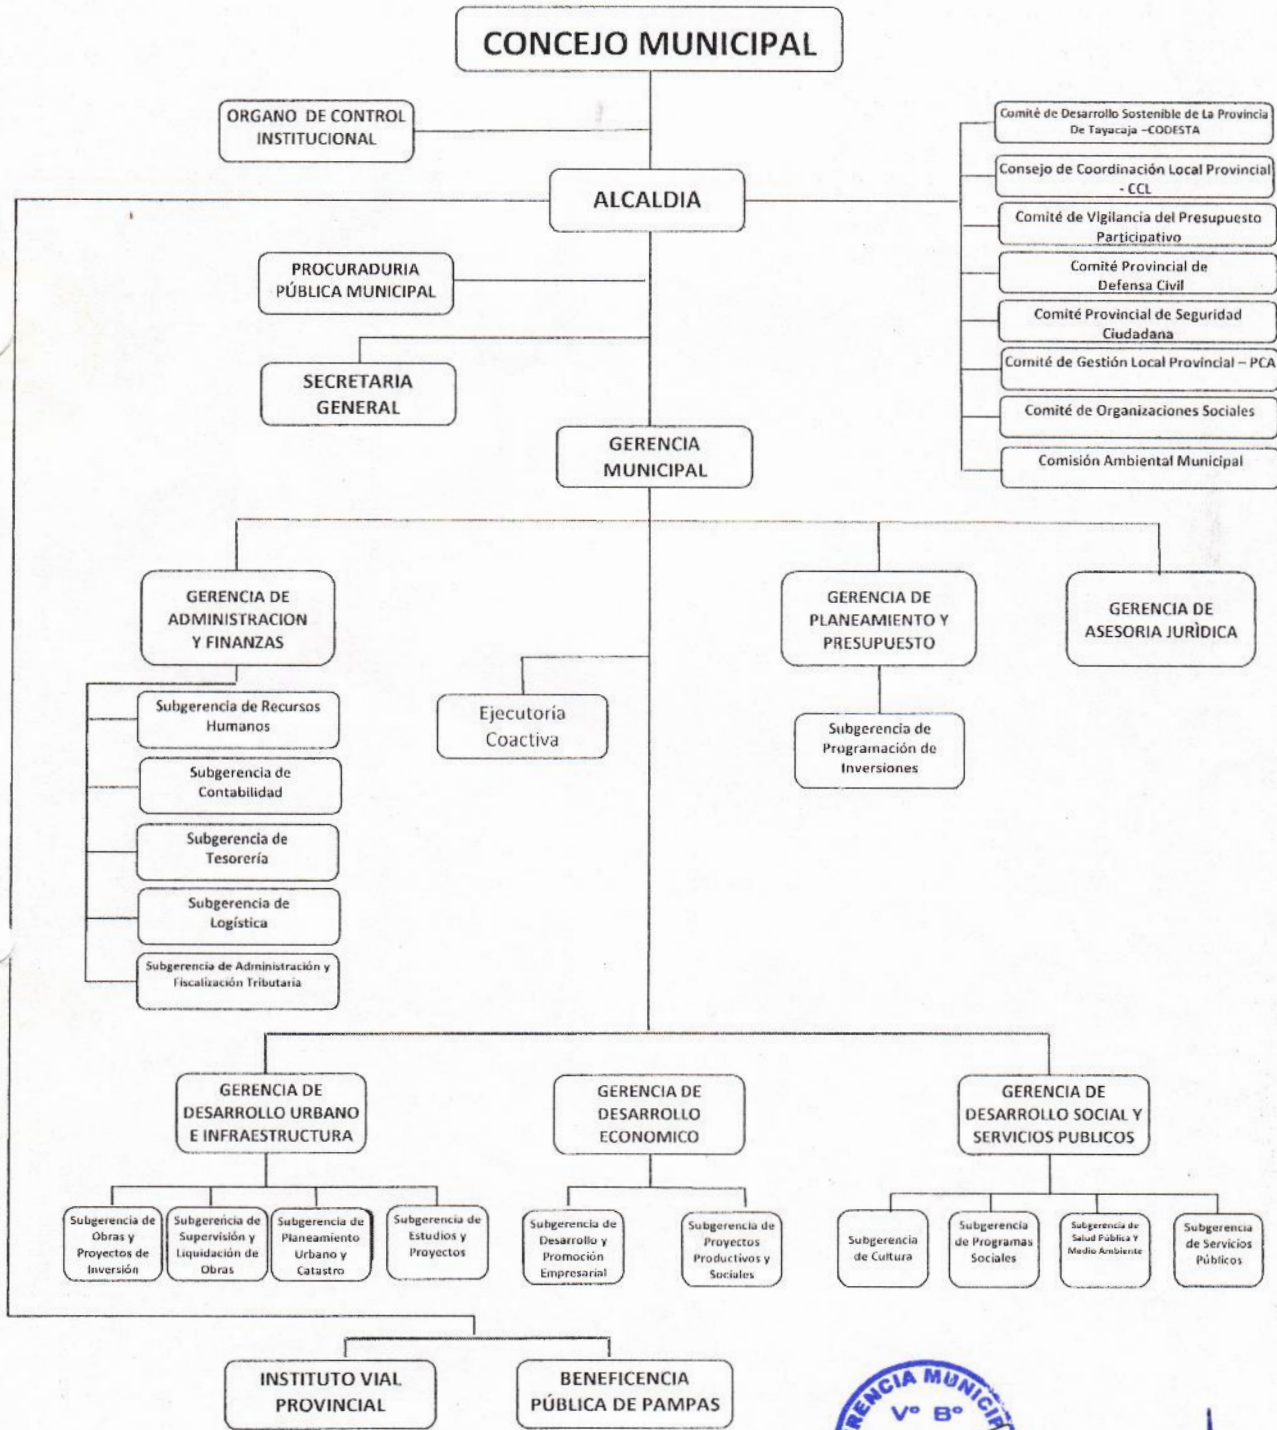 CONCEJO MUNICIPAL
ORGANO DE CONTROL
INSTITUCIONAL
Comité de Desarrollo Sostenible de La Provincia
De Tayacaja –CODESTA
Consejo de Coordinación Local Provincial
- CCL
ALCALDIA
Comité de Vigilancia del Presupuesto
Participativo
PROCURADURIA
PÚBLICA MUNICIPAL
Comité Provincial de
Defensa Civil
Comité Provincial de Seguridad
Ciudadana
SECRETARIA
GENERAL
Comité de Gestión Local Provincial – PCA
Comité de Organizaciones Sociales
Comisión Ambiental Municipal
GERENCIA
MUNICIPAL
GERENCIA DE
ADMINISTRACION
Y FINANZAS
GERENCIA DE
PLANEAMIENTO Y
PRESUPUESTO
GERENCIA DE
ASESORIA JURÌDICA
Subgerencia de Recursos
Humanos
Subgerencia de
Contabilidad
Subgerencia de
Tesorería
Subgerencia de
Logística
Subgerencia de Administración y
Fiscalización Tributaria
Ejecutoría
Coactiva
Subgerencia de
Programación de
Inversiones
GERENCIA DE
DESARROLLO URBANO
E INFRAESTRUCTURA
GERENCIA DE
DESARROLLO
ECONOMICO
GERENCIA DE
DESARROLLO SOCIAL Y
SERVICIOS PUBLICOS
Subgerencia de
Obras y
Proyectos de
Inversión
Subgerencia de
Supervisión y
Liquidación de
Obras
Subgerencia de
Planeamiento
Urbano y
Catastro
Subgerencia de
Estudios y
Proyectos
Subgerencia de
Desarrollo y
Promoción
Empresarial
Subgerencia de
Proyectos
Productivos y
Sociales
Subgerencia
de Cultura
Subgerencia
de Programas
Sociales
Subgerencia de
Salud Pública Y
Medio Ambiente
Subgerencia
de Servicios
Públicos
INSTITUTO VIAL
PROVINCIAL
BENEFICENCIA
PÚBLICA DE PAMPAS
V° B°